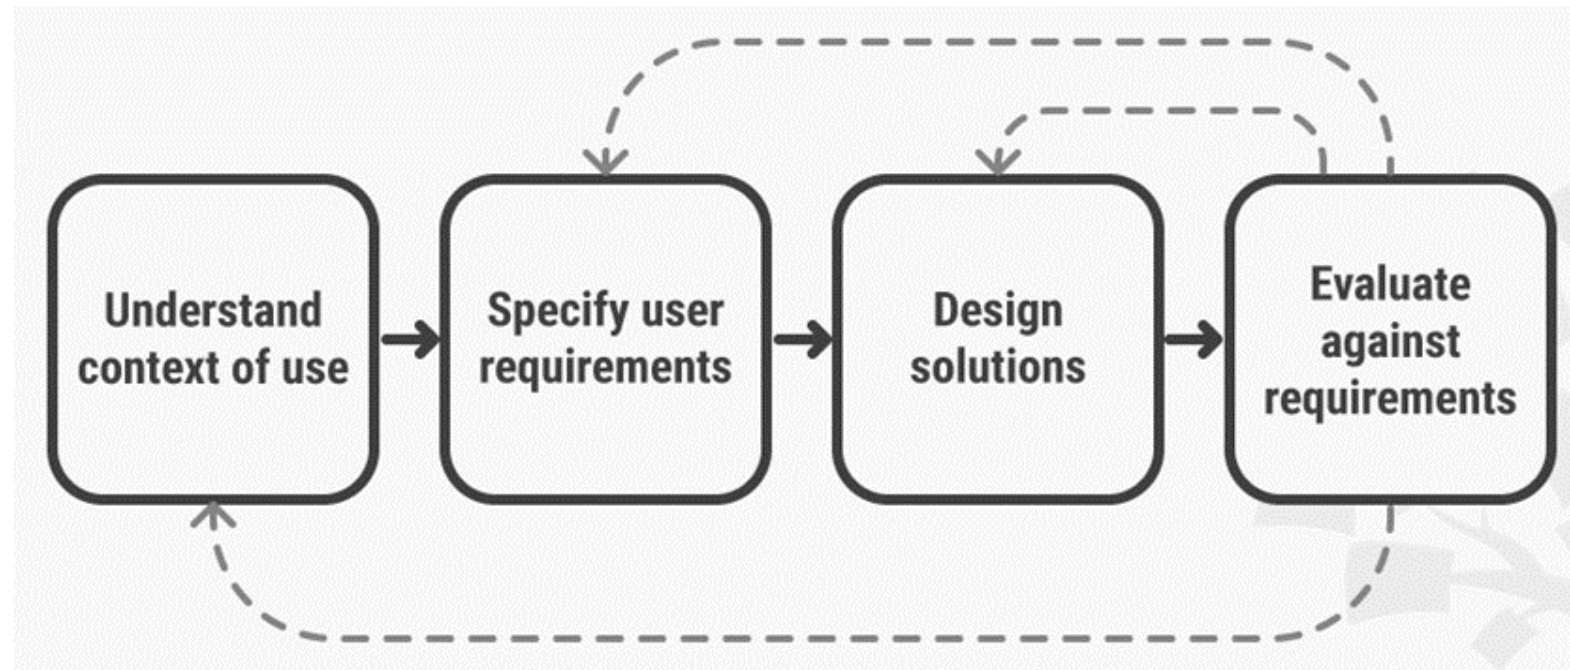 Understand
context of use
Specify user
requirements
Design
solutions
Evaluate
against
requirements